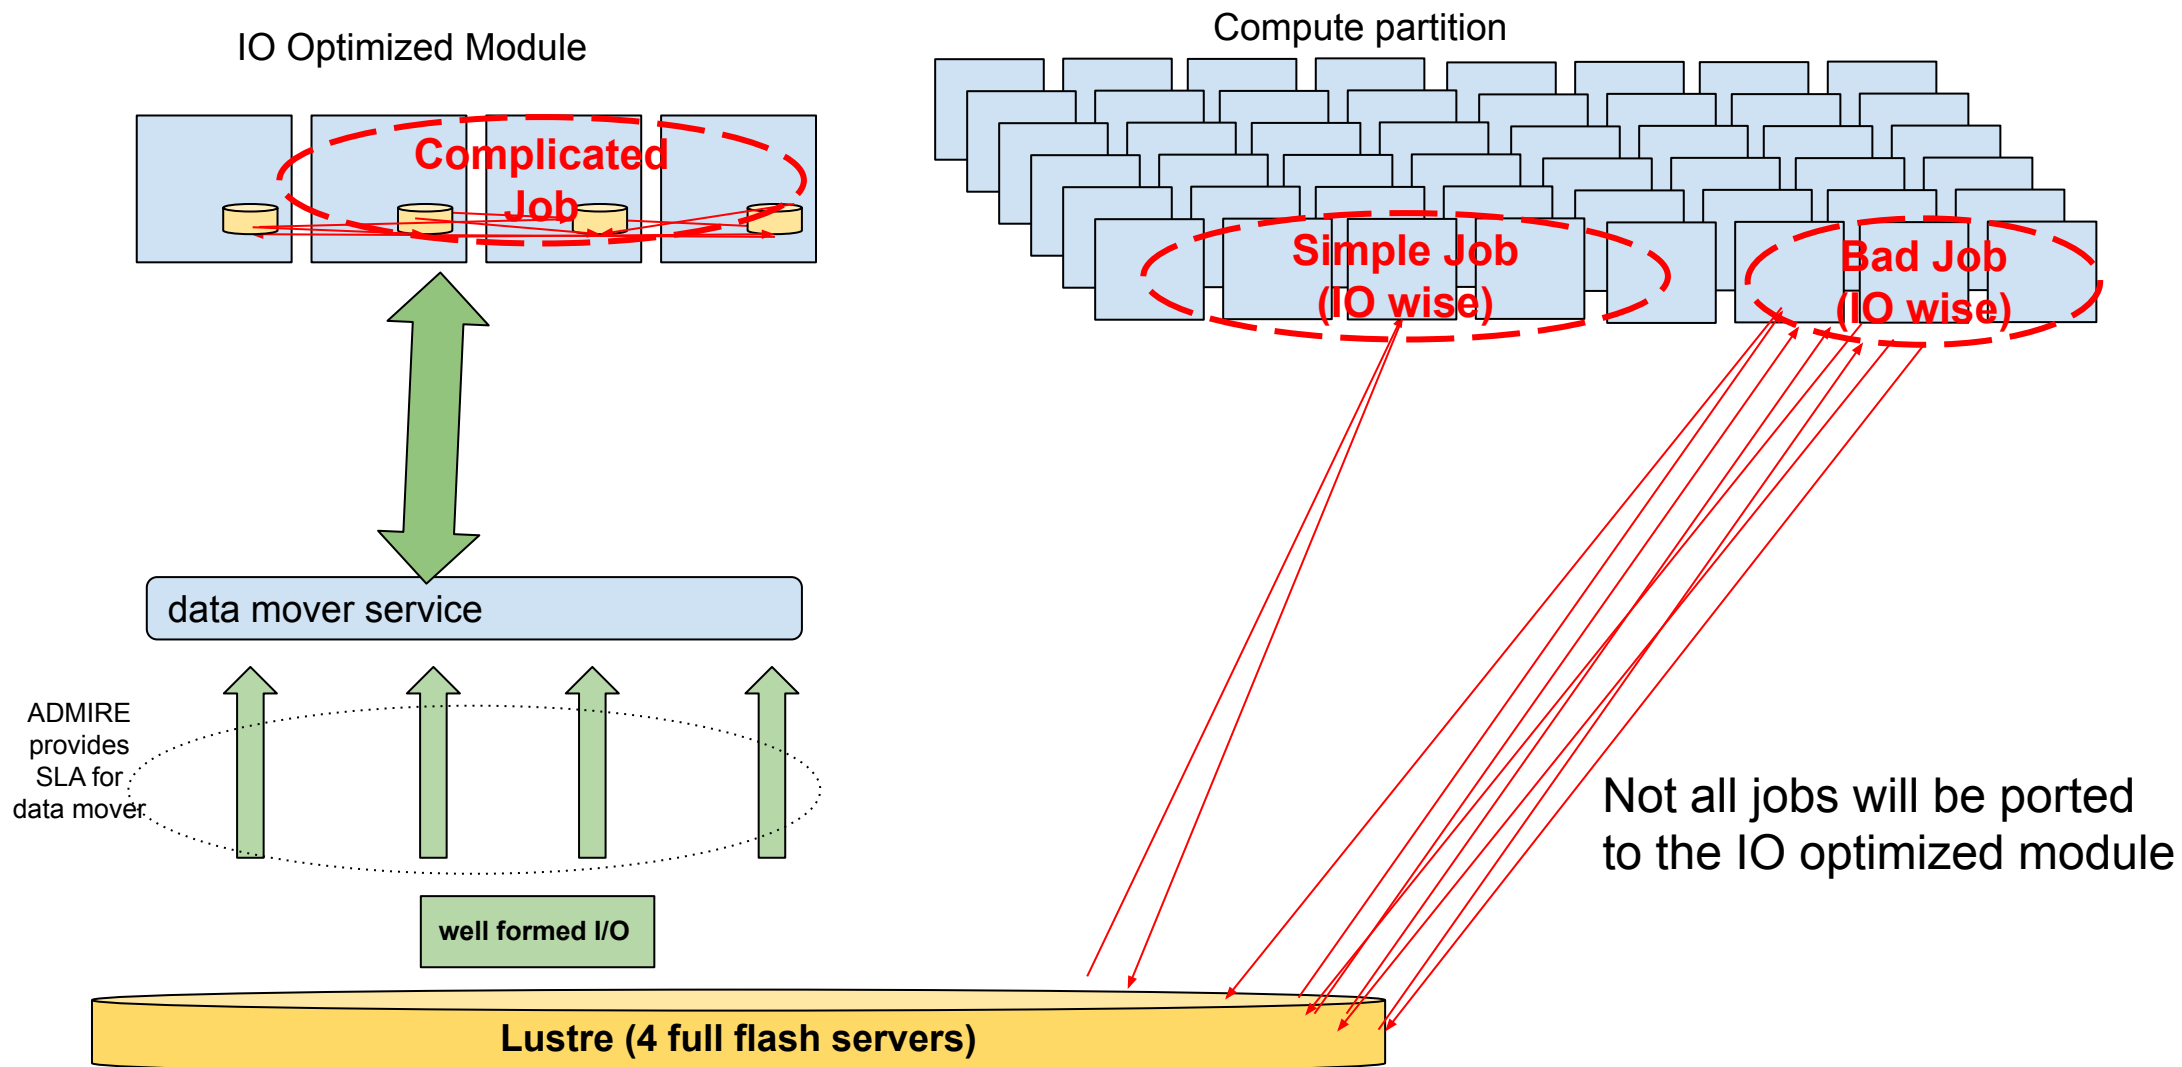 IO Optimized Module
Compute partition
Complicated
Job
Simple Job
(IO wise)
Bad Job
(IO wise)
data mover service
ADMIRE
provides
SLA for
data mover
Not all jobs will be ported
to the IO optimized module
well formed I/O
Lustre (4 full flash servers)